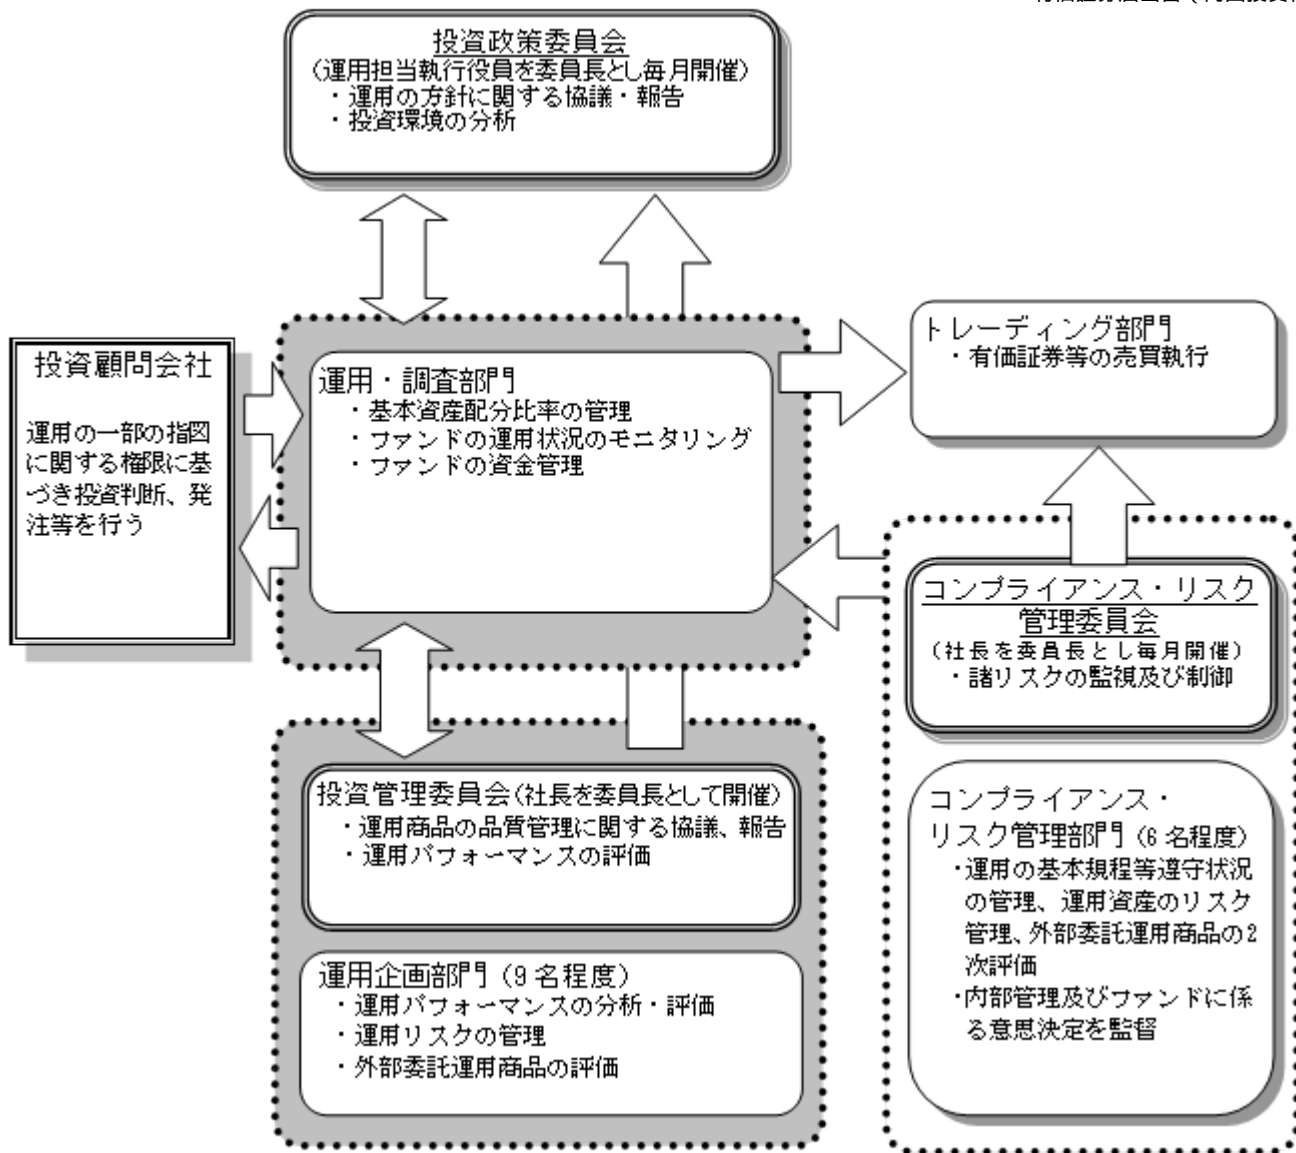 投資政策委員会
(運用担当執行役員を委員長とし毎月開催)
・運用の方針に関する協議・報告
・投資環境の分析
トレーディング部門
・有価証券等の売買執行
投資顧問会社
運用の一部の指図
に関する権限に基
づき投資判断、発
注等を行う
運用・調査部門
・基本資産配分比率の管理
・ファンドの運用状況のモニタリング
・ファンドの資金管理
コンプライアンス・リスク
管理委員会
(社長を委員長とし毎月開催)
・諸リスクの監視及び制御
投資管理委員会(社長を委員長として開催)
・運用商品の品質管理に関する協議、報告
・運用パフォーマンスの評価
コンプライアンス・
リスク管理部門(6名程度)
・運用の基本規程等遵守状況
の管理、運用資産のリスク
管理、外部委託運用商品の2
次評価
・内部管理及びファンドに係
る意思決定を監督
運用企画部門(9名程度)
・運用パフォーマンスの分析・評価
・運用リスクの管理
・外部委託運用商品の評価